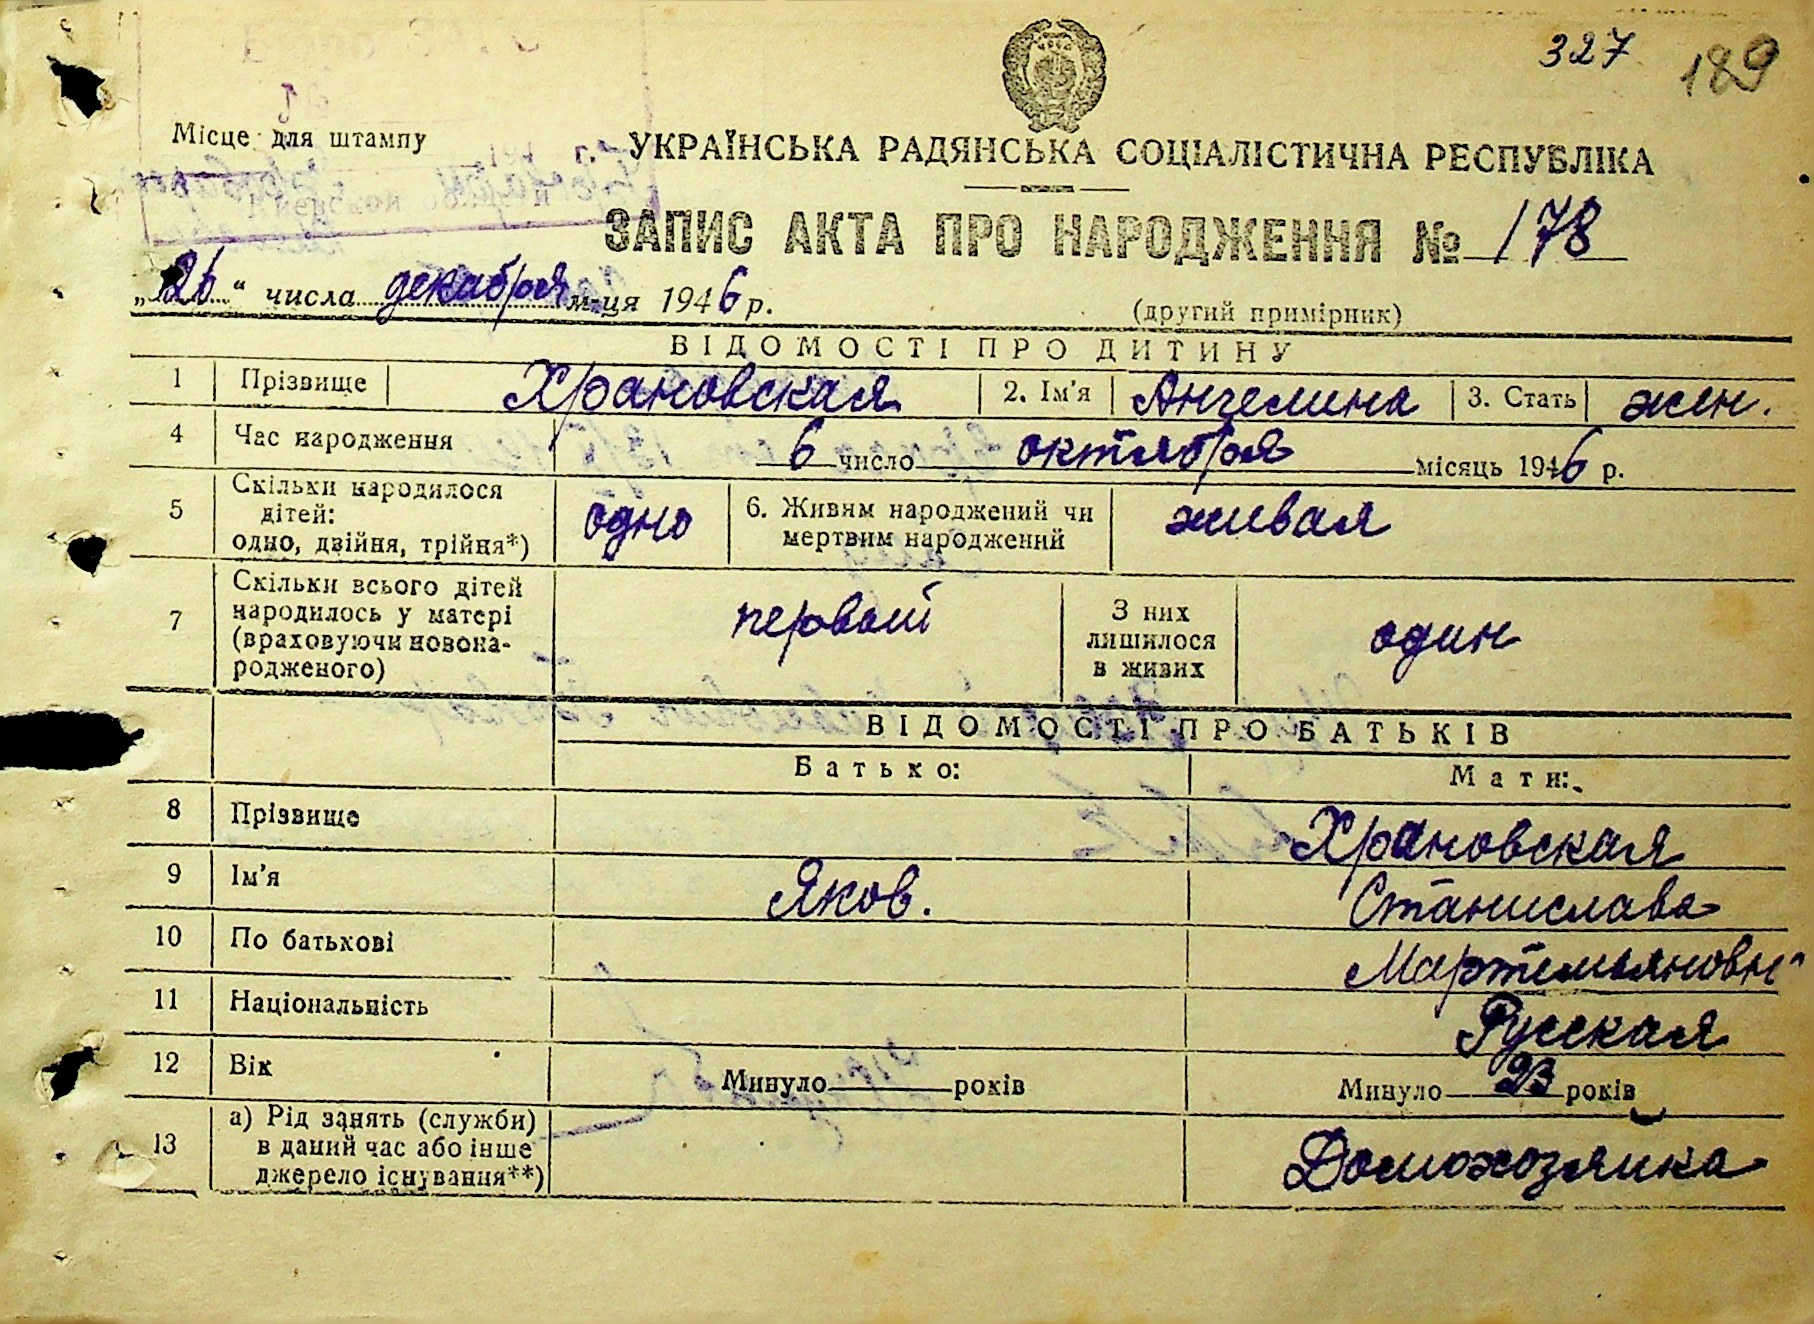 327 189
Місце для штампу
УКРАЇНСЬКА РАДЯНСЬКА СОЦІАЛІСТИЧНА РЕСПУБЛІКА
ЗАПИС АКТА ПРО НАРОДЖЕННЯ № 178
„26“ числа декабря м-ця 1946 р.
(другий примірник)
ВІДОМОСТІ ПРО ДИТИНУ
1 Прізвище Храновская 2. Ім'я Ангелина 3. Стать жен.
4 Час народження 6 число октября місяць 1946 р.
5 Скільки народилося
дітей:
одно, двійня, трійня*) одно 6. Живим народжений чи
мертвим народжений живая
7 Скільки всього дітей
народилось у матері
(враховуючи новона-
родженого) первый З них
лишилося
в живих один
ВІДОМОСТІ ПРО БАТЬКІВ
Батько: Мати:
8 Прізвище Храновская
9 Ім'я Яков. Станислава
10 По батькові Мартемьяновна
11 Національність Русская
12 Вік Минуло років Минуло 23 років
13 а) Рід занять (служби)
в даний час або інше
джерело існування**) Домохозяйка